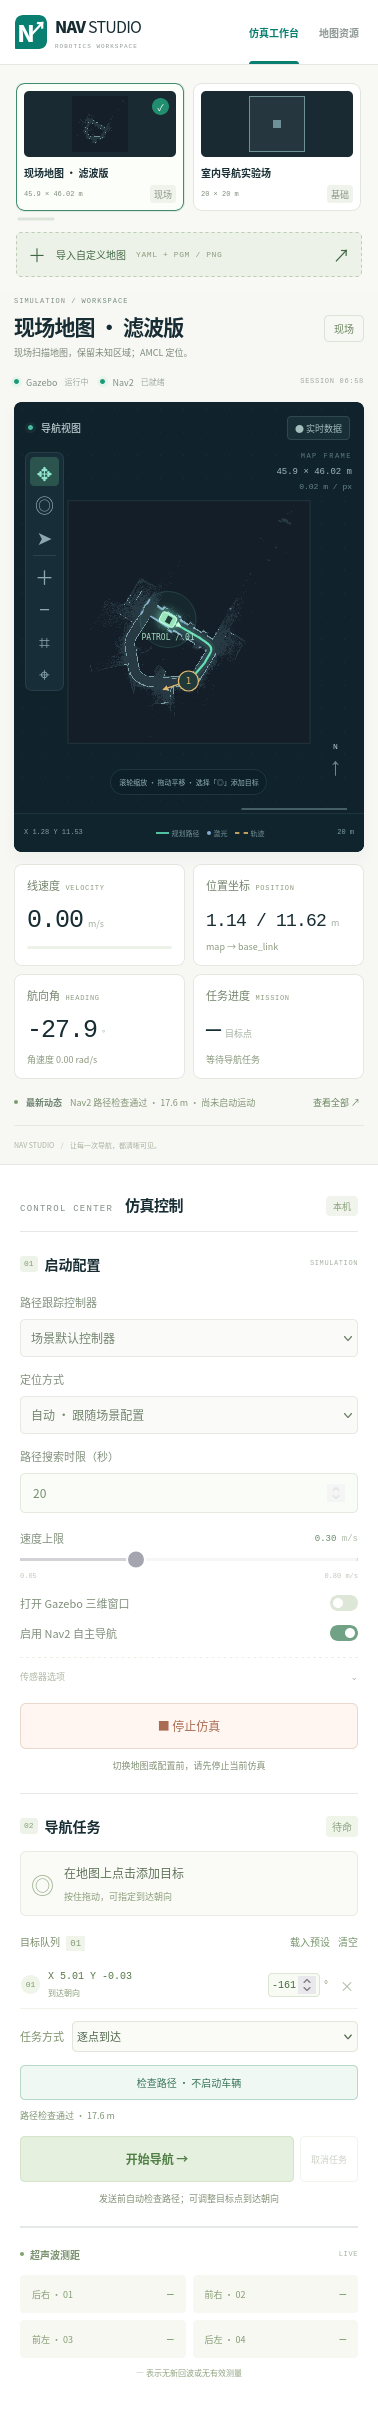 NAV STUDIO
ROBOTICS WORKSPACE
仿真工作台
地图资源
现场地图 · 滤波版
45.9 × 46.02 m
现场
室内导航实验场
20 × 20 m
基础
导入自定义地图 YAML + PGM / PNG
SIMULATION / WORKSPACE
现场地图 · 滤波版
现场
现场扫描地图，保留未知区域；AMCL 定位。
Gazebo 运行中 Nav2 已就绪
SESSION 06:58
导航视图
实时数据
MAP FRAME
45.9 × 46.02 m
0.02 m / px
PATROL / 01
1
N
滚轮缩放 · 拖动平移 · 选择「◎」添加目标
X 1.28 Y 11.53
规划路径 激光 轨迹
20 m
线速度 VELOCITY
0.00 m/s
位置坐标 POSITION
1.14 / 11.62 m
map → base_link
航向角 HEADING
-27.9 °
角速度 0.00 rad/s
任务进度 MISSION
— 目标点
等待导航任务
最新动态 Nav2 路径检查通过 · 17.6 m · 尚未启动运动
查看全部 ↗
NAV STUDIO / 让每一次导航，都清晰可见。
CONTROL CENTER 仿真控制
本机
01 启动配置
SIMULATION
路径跟踪控制器
场景默认控制器
定位方式
自动 · 跟随场景配置
路径搜索时限（秒）
20
速度上限
0.30 m/s
0.05
0.80 m/s
打开 Gazebo 三维窗口
启用 Nav2 自主导航
传感器选项
■ 停止仿真
切换地图或配置前，请先停止当前仿真
02 导航任务
待命
在地图上点击添加目标
按住拖动，可指定到达朝向
目标队列 01
载入预设 清空
01
X 5.01 Y -0.03
到达朝向
-161 °
×
任务方式 逐点到达
检查路径 · 不启动车辆
路径检查通过 · 17.6 m
开始导航 →
取消任务
发送前自动检查路径；可调整目标点到达朝向
超声波测距
LIVE
后右 · 01 —
前右 · 02 —
前左 · 03 —
后左 · 04 —
— 表示无新回波或无有效测量